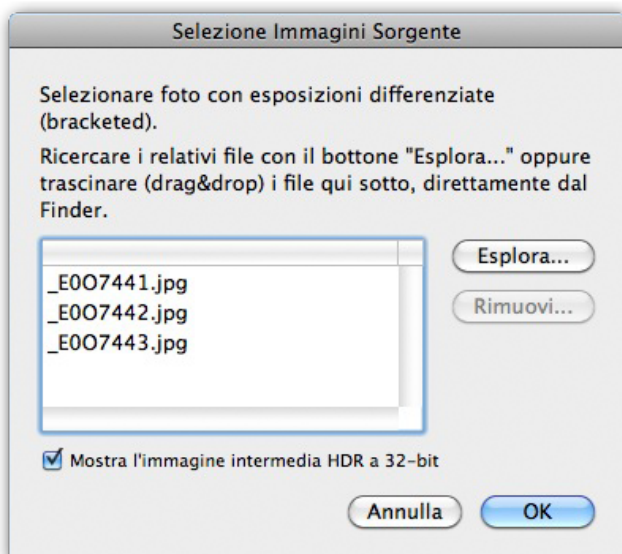 Selezione Immagini Sorgente
Selezionare foto con esposizioni differenziate
(bracketed).
Ricercare i relativi file con il bottone "Esplora..." oppure
trascinare (drag&drop) i file qui sotto, direttamente dal
Finder.
Esplora...
_E0O7441.jpg
Rimuovi...
_E0O7442.jpg
_E0O7443.jpg
Mostra l'immagine intermedia HDR a 32-bit
Annulla
OK